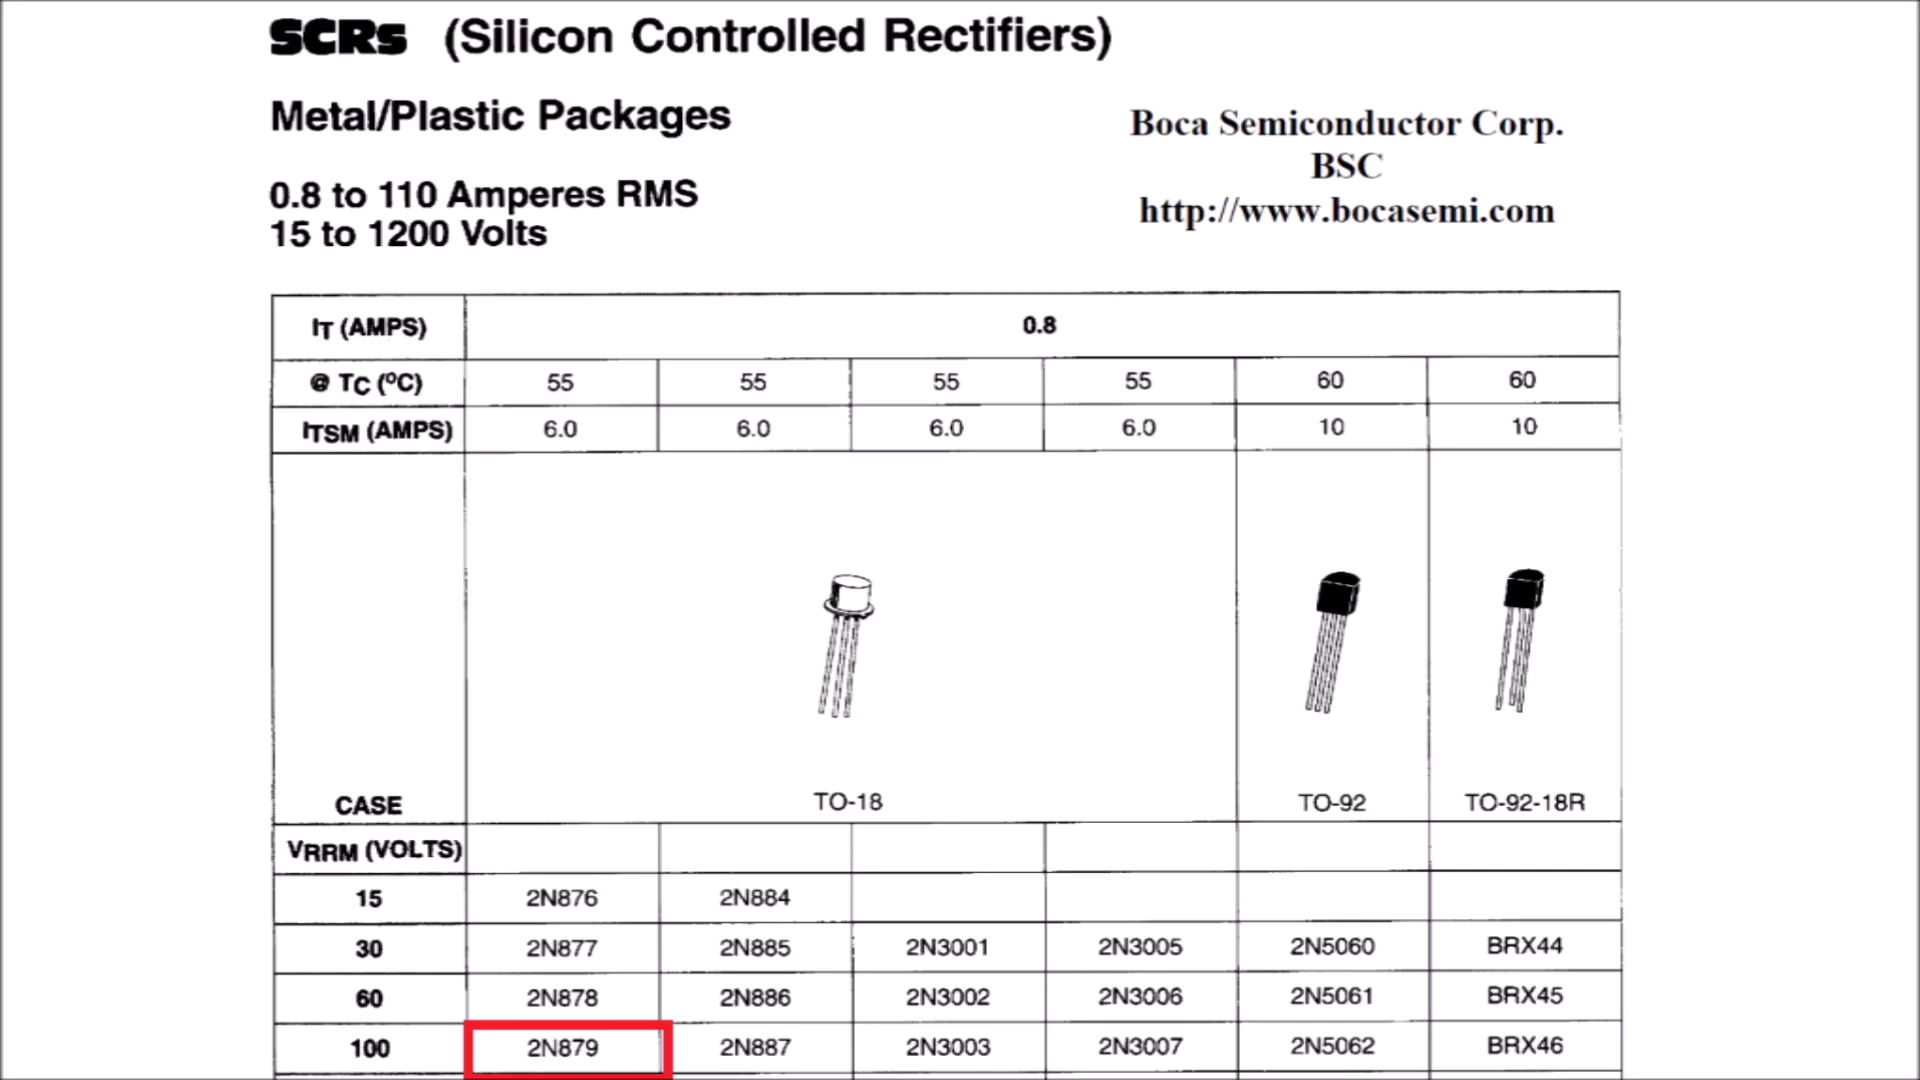 SCRs (Silicon Controlled Rectifiers)
Metal/Plastic Packages
0.8 to 110 Amperes RMS
15 to 1200 Volts
Boca Semiconductor Corp.
BSC
http://www.bocasemi.com
IT (AMPS) 0.8
@ TC (°C) 55 55 55 55 60 60
ITSM (AMPS) 6.0 6.0 6.0 6.0 10 10
CASE TO-18 TO-92 TO-92-18R
VRRM (VOLTS)
15 2N876 2N884
30 2N877 2N885 2N3001 2N3005 2N5060 BRX44
60 2N878 2N886 2N3002 2N3006 2N5061 BRX45
100 2N879 2N887 2N3003 2N3007 2N5062 BRX46